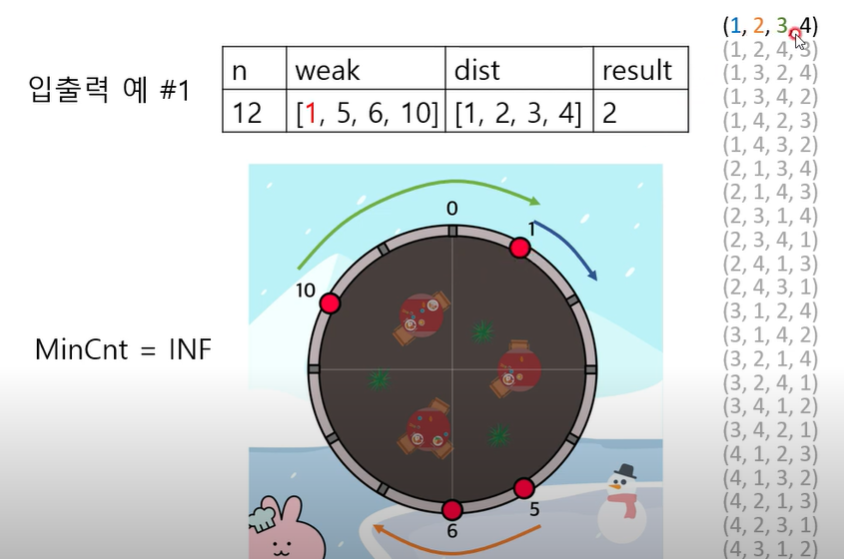 입출력 예 #1
n weak dist result
12 [1, 5, 6, 10] [1, 2, 3, 4] 2
MinCnt = INF
0
1
10
5
6
(1, 2, 3, 4)
(1, 2, 4, 3)
(1, 3, 2, 4)
(1, 3, 4, 2)
(1, 4, 2, 3)
(1, 4, 3, 2)
(2, 1, 3, 4)
(2, 1, 4, 3)
(2, 3, 1, 4)
(2, 3, 4, 1)
(2, 4, 1, 3)
(2, 4, 3, 1)
(3, 1, 2, 4)
(3, 1, 4, 2)
(3, 2, 1, 4)
(3, 2, 4, 1)
(3, 4, 1, 2)
(3, 4, 2, 1)
(4, 1, 2, 3)
(4, 1, 3, 2)
(4, 2, 1, 3)
(4, 2, 3, 1)
(4, 3, 1, 2)